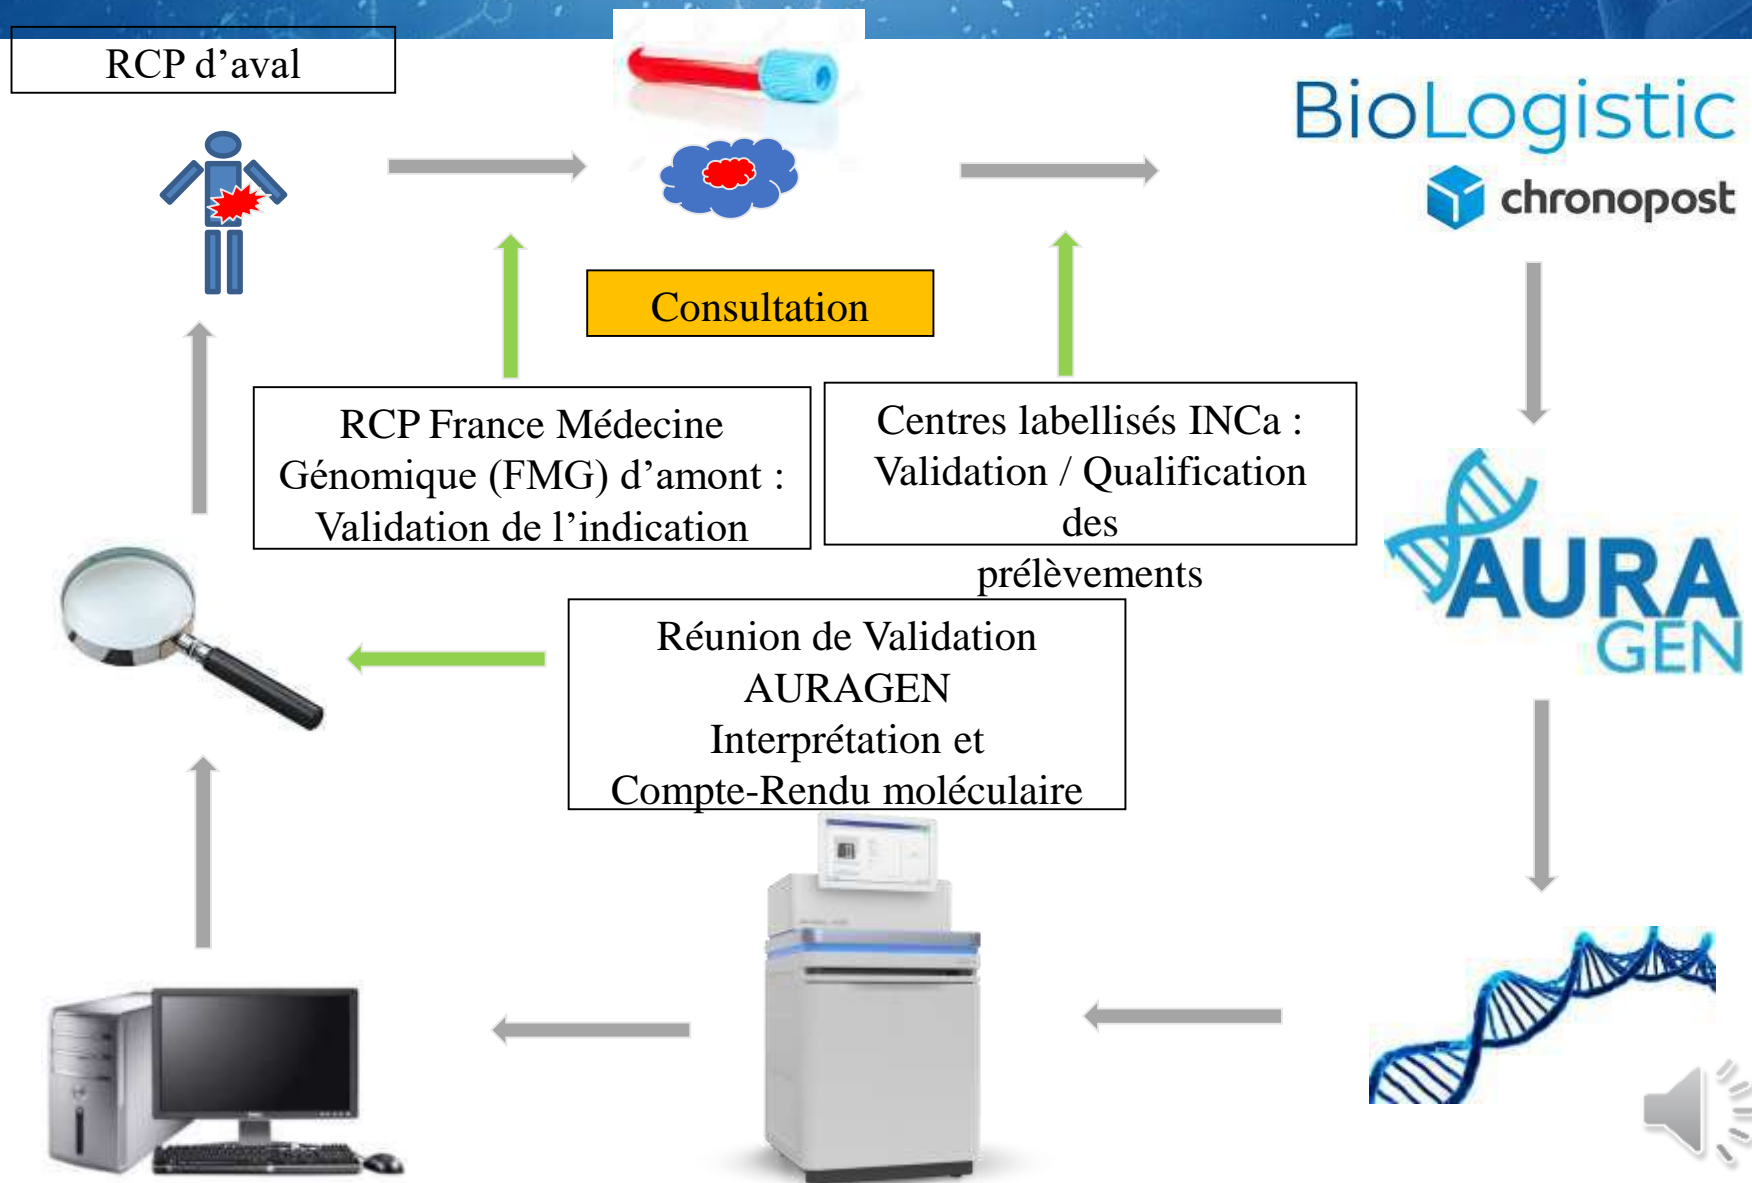 RCP d’aval
BioLogistic
chronopost
Consultation
RCP France Médecine
Génomique (FMG) d’amont :
Validation de l’indication
Centres labellisés INCa :
Validation / Qualification
des
prélèvements
AURA
GEN
Réunion de Validation
AURAGEN
Interprétation et
Compte-Rendu moléculaire